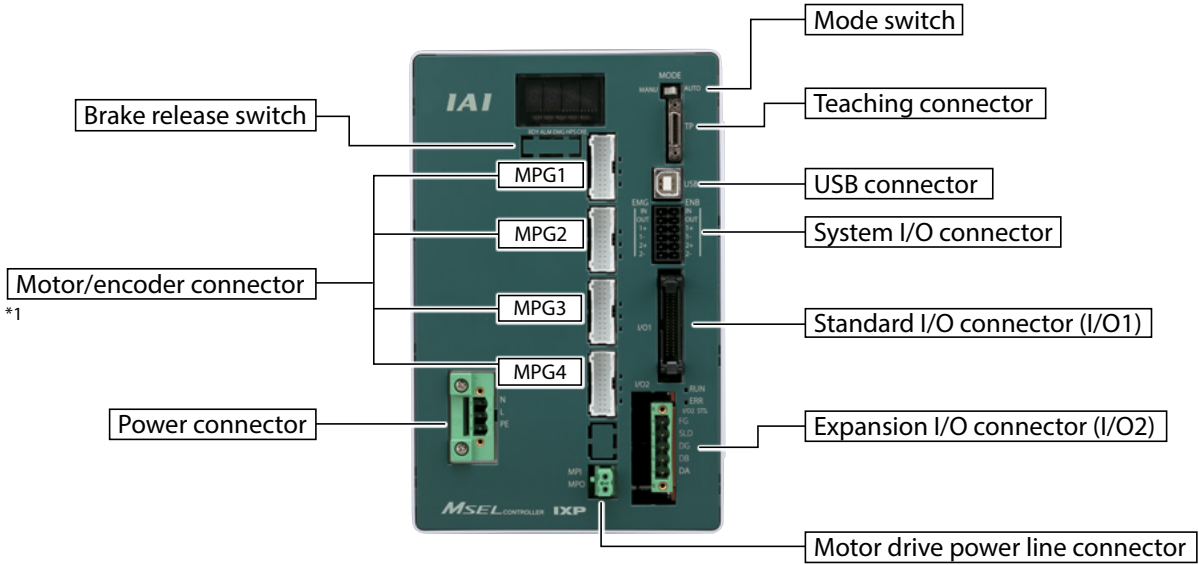 Mode switch
Teaching connector
USB connector
System I/O connector
Standard I/O connector (I/O1)
Expansion I/O connector (I/O2)
Motor drive power line connector
Brake release switch
Motor/encoder connector
*1
Power connector
MPG1
MPG2
MPG3
MPG4
IAI
MODE
MANU
AUTO
TP
USB
EMG
ENB
IN
OUT
1+
1-
2+
2-
IN
OUT
1+
1-
2+
2-
I/O1
I/O2
RUN
ERR
I/O2 STS
FG
SLD
DG
DB
DA
N
L
PE
MPI
MPO
MSEL CONTROLLER IXP